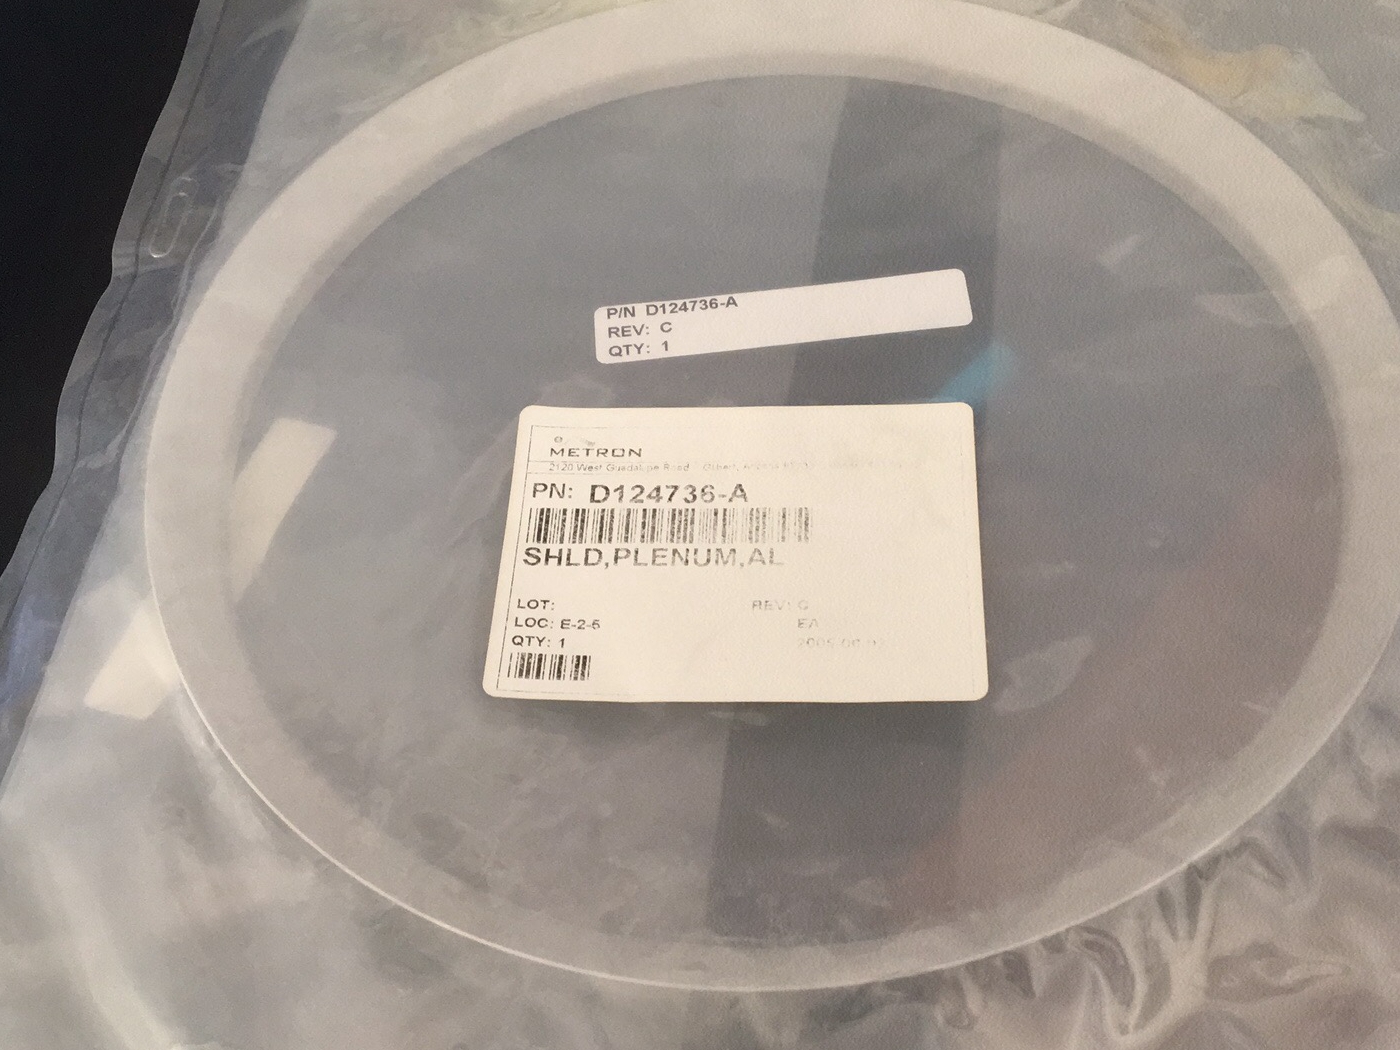 P/N D124736-A
REV: C
QTY: 1
METRON
2120 West Guadalupe Road
PN: D124736-A
SHLD,PLENUM,AL
LOT:
REV: C
LOC: E-2-5
EA
QTY: 1